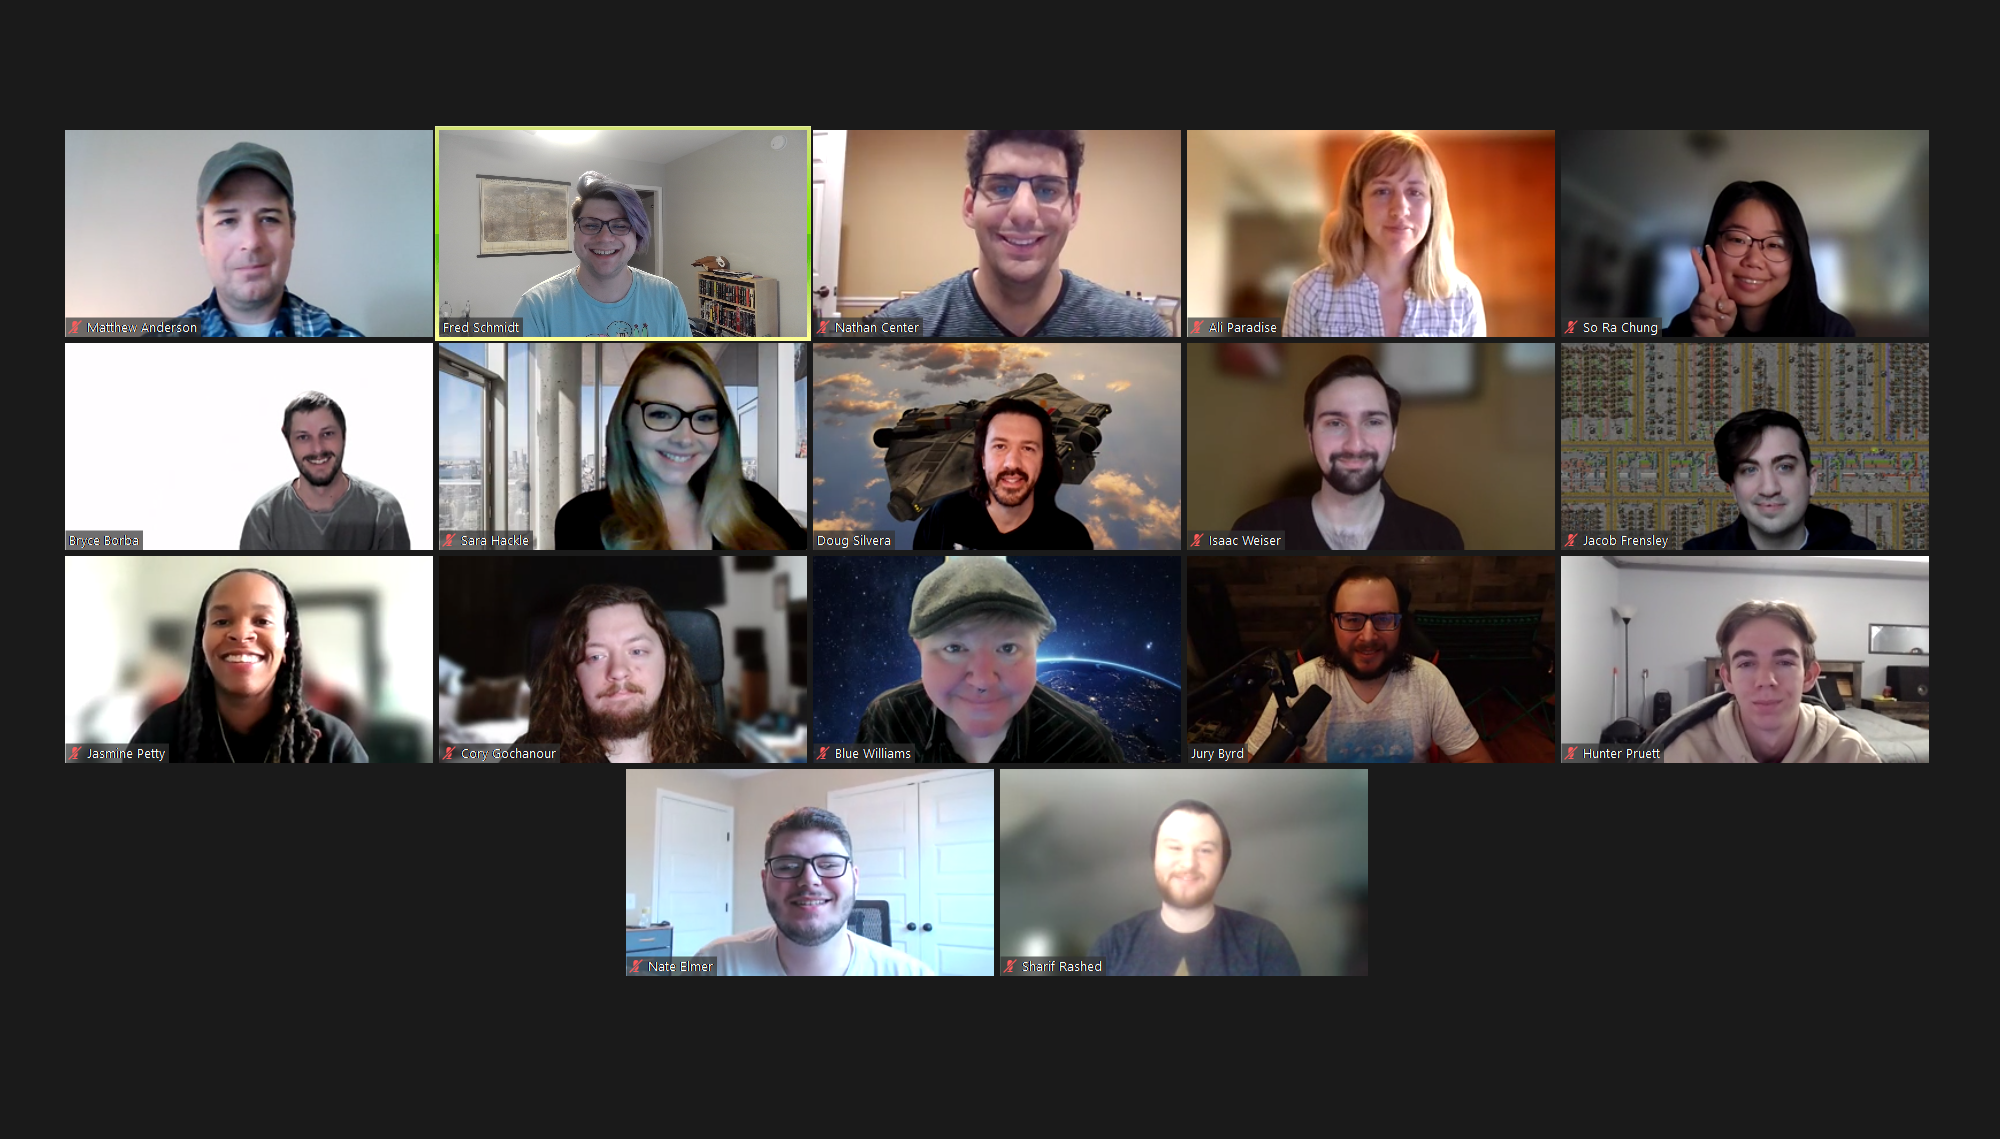 Matthew Anderson
Fred Schmidt
Nathan Center
Ali Paradise
So Ra Chung
Bryce Borba
Sara Hackle
Doug Silvera
Isaac Weiser
Jacob Frensley
Jasmine Petty
Cory Gochanour
Blue Williams
Jury Byrd
Hunter Pruett
Nate Elmer
Sharif Rashed